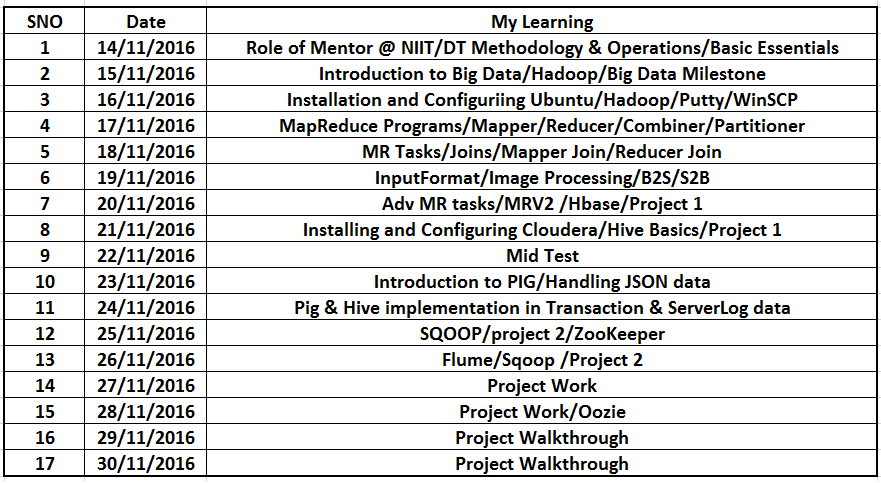 SNO Date My Learning
1 14/11/2016 Role of Mentor @ NIIT/DT Methodology & Operations/Basic Essentials
2 15/11/2016 Introduction to Big Data/Hadoop/Big Data Milestone
3 16/11/2016 Installation and Configuriing Ubuntu/Hadoop/Putty/WinSCP
4 17/11/2016 MapReduce Programs/Mapper/Reducer/Combiner/Partitioner
5 18/11/2016 MR Tasks/Joins/Mapper Join/Reducer Join
6 19/11/2016 InputFormat/Image Processing/B2S/S2B
7 20/11/2016 Adv MR tasks/MRV2 /Hbase/Project 1
8 21/11/2016 Installing and Configuring Cloudera/Hive Basics/Project 1
9 22/11/2016 Mid Test
10 23/11/2016 Introduction to PIG/Handling JSON data
11 24/11/2016 Pig & Hive implementation in Transaction & ServerLog data
12 25/11/2016 SQOOP/project 2/ZooKeeper
13 26/11/2016 Flume/Sqoop /Project 2
14 27/11/2016 Project Work
15 28/11/2016 Project Work/Oozie
16 29/11/2016 Project Walkthrough
17 30/11/2016 Project Walkthrough